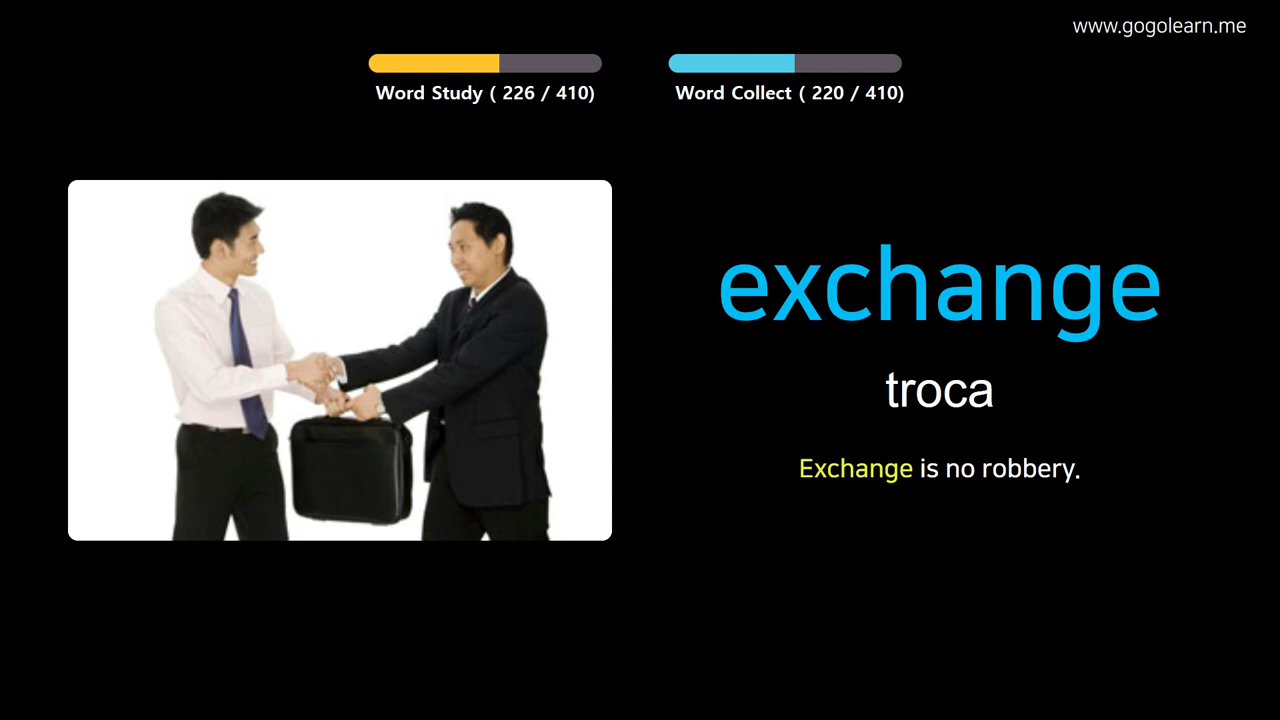 www.gogolearn.me
Word Study ( 226 / 410)
Word Collect ( 220 / 410)
exchange
troca
Exchange is no robbery.